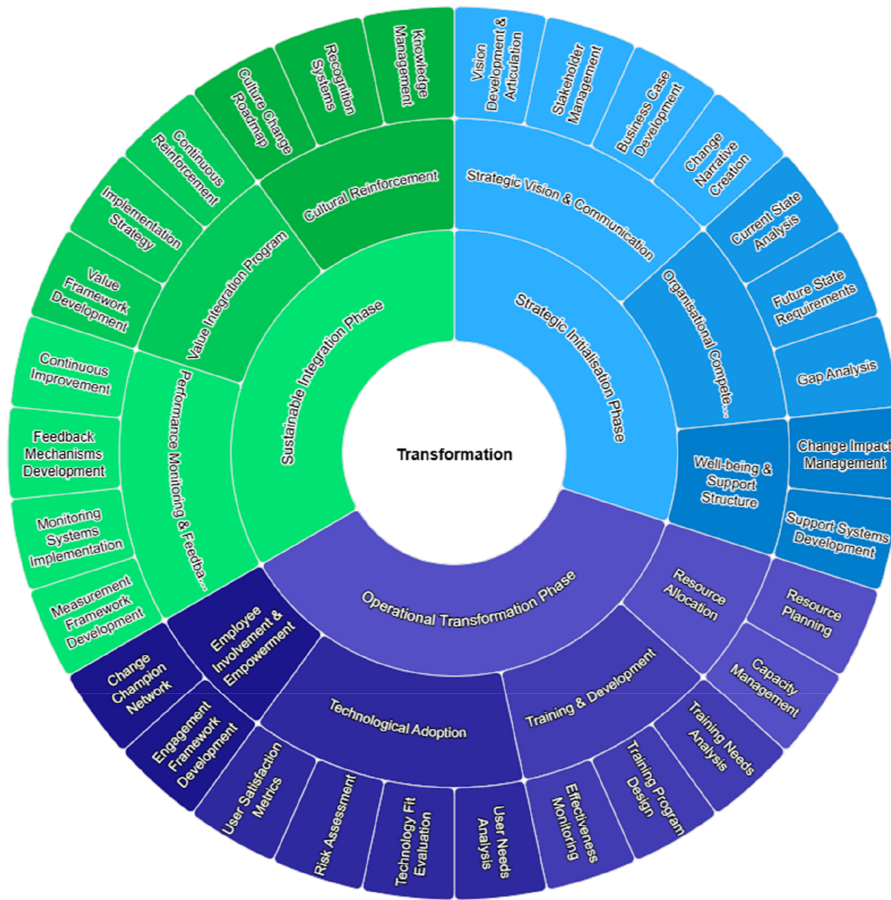 Transformation
Strategic Initialisation Phase
Strategic Vision & Communication
Vision
Development &
Articulation
Stakeholder
Management
Business Case
Development
Change
Narrative
Creation
Organisational Compete...
Current State
Analysis
Future State
Requirements
Gap Analysis
Well-being &
Support
Structure
Change Impact
Management
Support Systems
Development
Operational Transformation Phase
Resource
Allocation
Resource
Planning
Capacity
Management
Training & Development
Training Needs
Analysis
Training Program
Design
Effectiveness
Monitoring
Technological Adoption
User Needs
Analysis
Technology Fit
Evaluation
Risk Assessment
User Satisfaction
Metrics
Employee
Involvement &
Empowerment
Engagement
Framework
Development
Change
Champion
Network
Sustainable Integration Phase
Performance Monitoring & Feedba...
Measurement
Framework
Development
Monitoring
Systems
Implementation
Feedback
Mechanisms
Development
Continuous
Improvement
Value Integration Program
Value
Framework
Development
Implementation
Strategy
Continuous
Reinforcement
Cultural Reinforcement
Culture Change
Roadmap
Recognition
Systems
Knowledge
Management